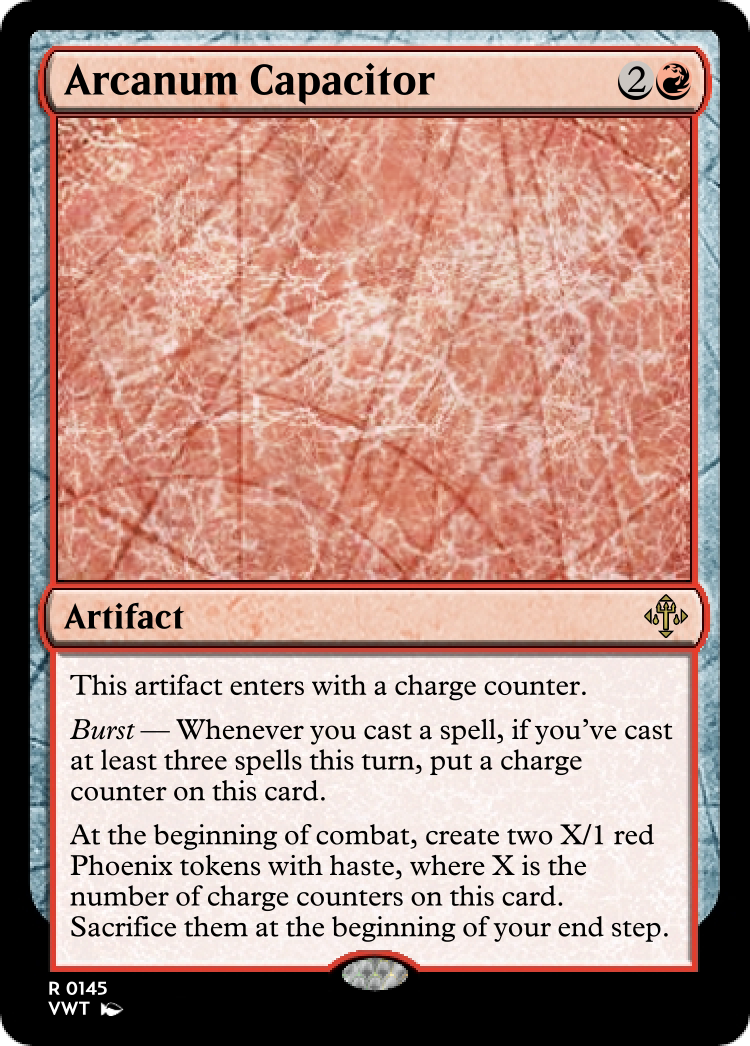 Arcanum Capacitor 2
Artifact
This artifact enters with a charge counter.
Burst — Whenever you cast a spell, if you've cast
at least three spells this turn, put a charge
counter on this card.
At the beginning of combat, create two X/1 red
Phoenix tokens with haste, where X is the
number of charge counters on this card.
Sacrifice them at the beginning of your end step.
R 0145
VWT